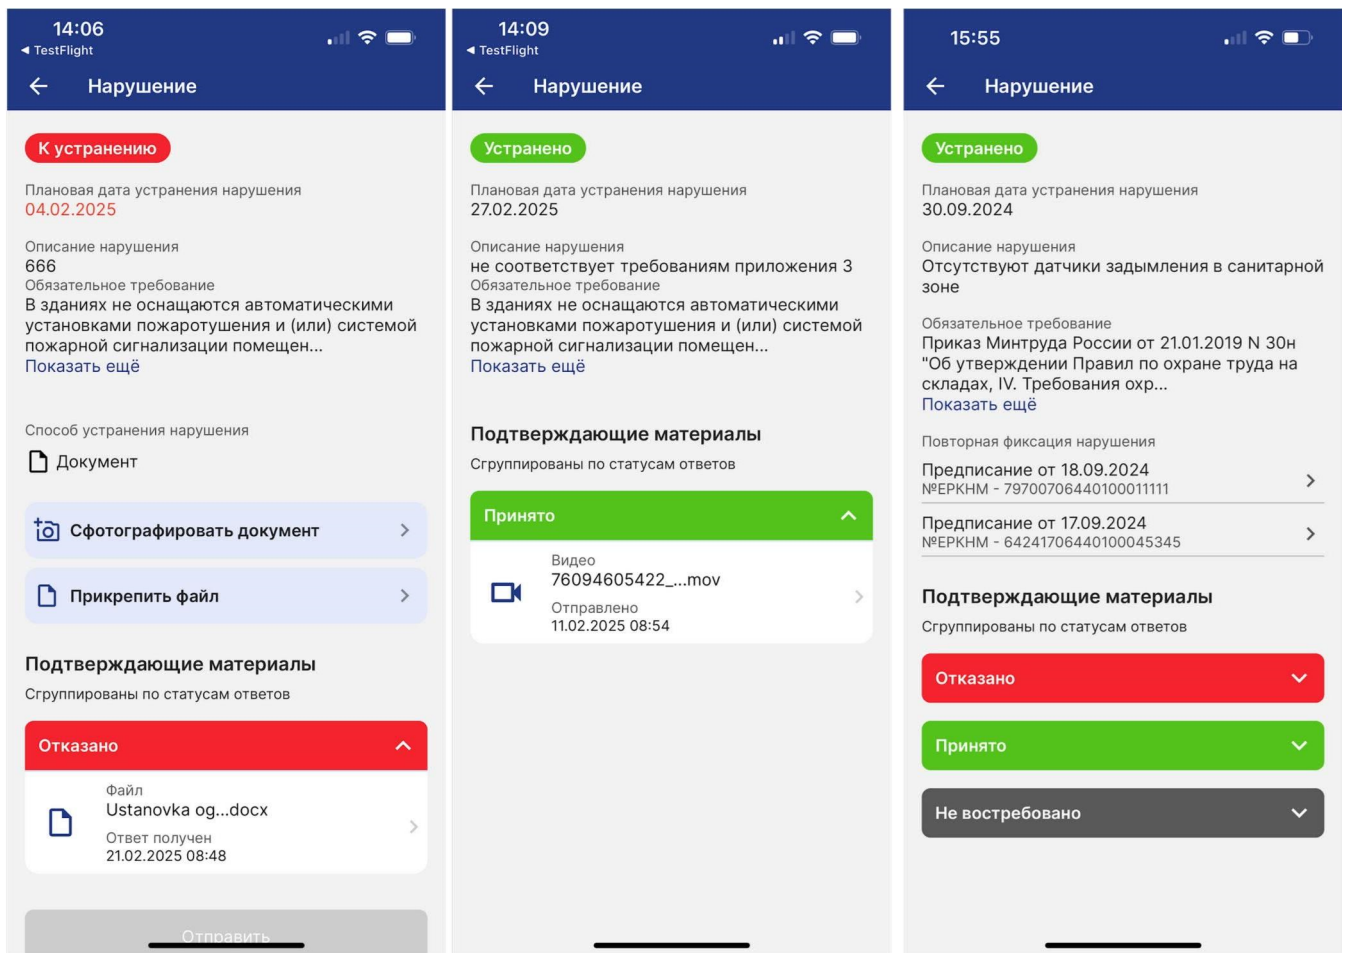 14:06
◄ TestFlight
Нарушение
К устранению
Плановая дата устранения нарушения
04.02.2025
Описание нарушения
666
Обязательное требование
В зданиях не оснащаются автоматическими
установками пожаротушения и (или) системой
пожарной сигнализации помещен...
Показать ещё
Способ устранения нарушения
Документ
Сфотографировать документ
Прикрепить файл
Подтверждающие материалы
Сгруппированы по статусам ответов
Отказано
Файл
Ustanovka og...docx
Ответ получен
21.02.2025 08:48
Отправить
14:09
◄ TestFlight
Нарушение
Устранено
Плановая дата устранения нарушения
27.02.2025
Описание нарушения
не соответствует требованиям приложения 3
Обязательное требование
В зданиях не оснащаются автоматическими
установками пожаротушения и (или) системой
пожарной сигнализации помещен...
Показать ещё
Подтверждающие материалы
Сгруппированы по статусам ответов
Принято
Видео
76094605422_...mov
Отправлено
11.02.2025 08:54
15:55
Нарушение
Устранено
Плановая дата устранения нарушения
30.09.2024
Описание нарушения
Отсутствуют датчики задымления в санитарной
зоне
Обязательное требование
Приказ Минтруда России от 21.01.2019 N 30н
"Об утверждении Правил по охране труда на
складах, IV. Требования охр...
Показать ещё
Повторная фиксация нарушения
Предписание от 18.09.2024
№ЕРКНМ - 79700706440100011111
Предписание от 17.09.2024
№ЕРКНМ - 64241706440100045345
Подтверждающие материалы
Сгруппированы по статусам ответов
Отказано
Принято
Не востребовано